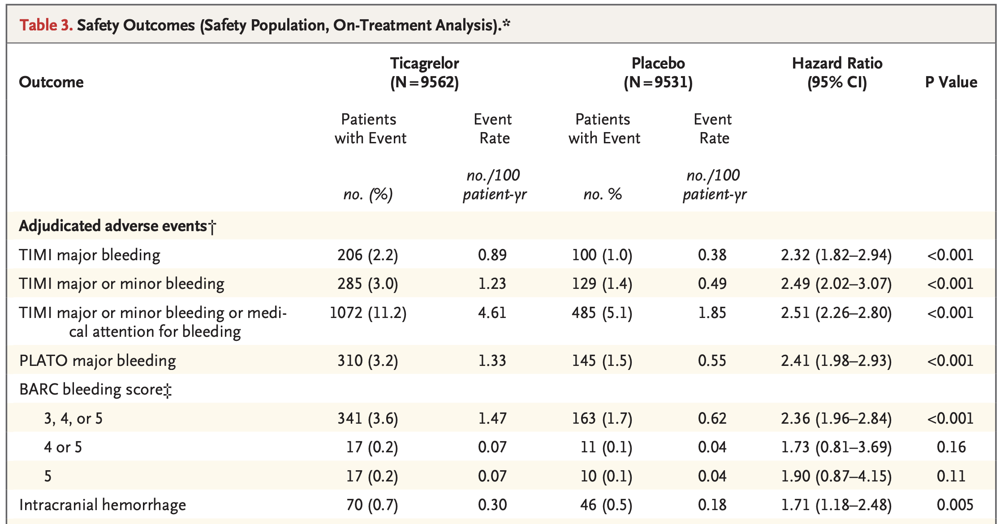 Table 3. Safety Outcomes (Safety Population, On-Treatment Analysis).*
Outcome Ticagrelor (N=9562) Placebo (N=9531) Hazard Ratio (95% CI) P Value
Patients with Event Event Rate Patients with Event Event Rate
no. (%) no./100 patient-yr no. % no./100 patient-yr
Adjudicated adverse events†
TIMI major bleeding 206 (2.2) 0.89 100 (1.0) 0.38 2.32 (1.82–2.94) <0.001
TIMI major or minor bleeding 285 (3.0) 1.23 129 (1.4) 0.49 2.49 (2.02–3.07) <0.001
TIMI major or minor bleeding or medi- 1072 (11.2) 4.61 485 (5.1) 1.85 2.51 (2.26–2.80) <0.001
cal attention for bleeding
PLATO major bleeding 310 (3.2) 1.33 145 (1.5) 0.55 2.41 (1.98–2.93) <0.001
BARC bleeding score‡
3, 4, or 5 341 (3.6) 1.47 163 (1.7) 0.62 2.36 (1.96–2.84) <0.001
4 or 5 17 (0.2) 0.07 11 (0.1) 0.04 1.73 (0.81–3.69) 0.16
5 17 (0.2) 0.07 10 (0.1) 0.04 1.90 (0.87–4.15) 0.11
Intracranial hemorrhage 70 (0.7) 0.30 46 (0.5) 0.18 1.71 (1.18–2.48) 0.005